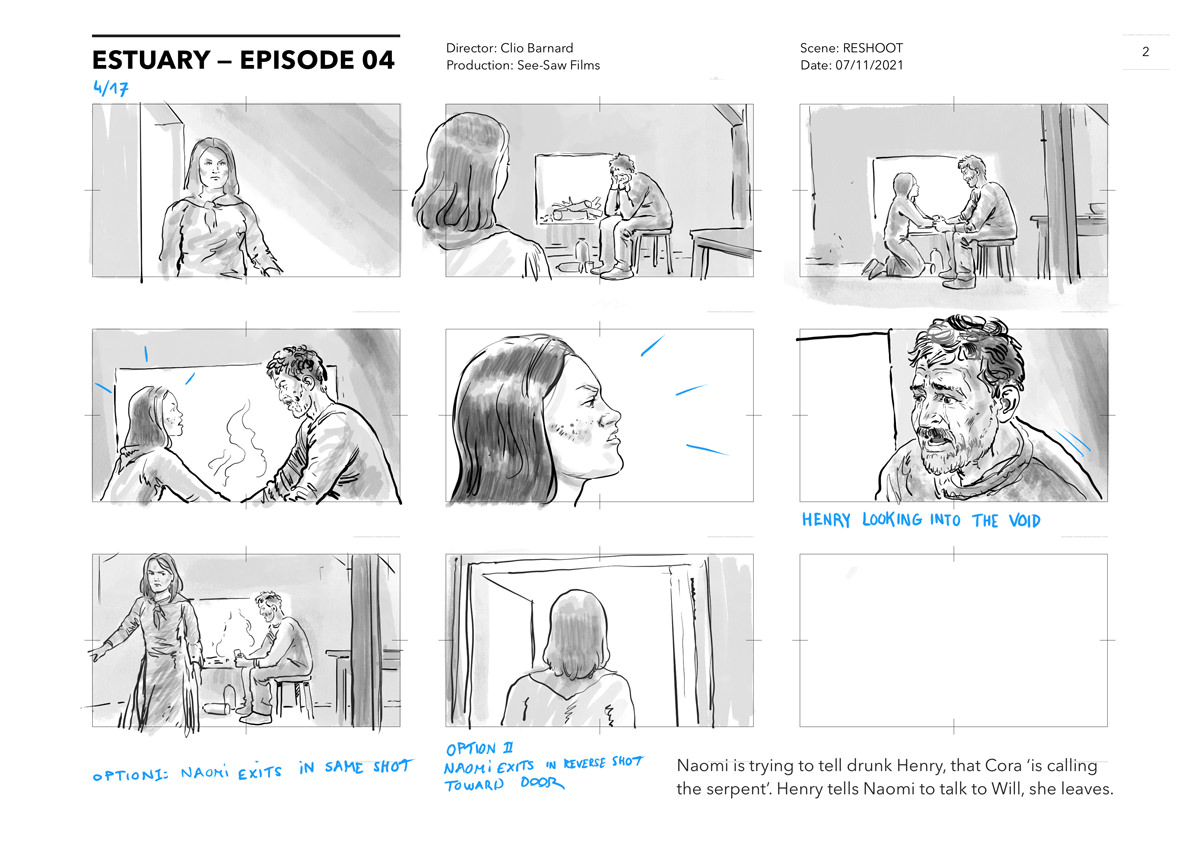 ESTUARY – EPISODE 04
4/17
Director: Clio Barnard
Production: See-Saw Films
Scene: RESHOOT
Date: 07/11/2021
2
HENRY LOOKING INTO THE VOID
OPTION I: NAOMI EXITS IN SAME SHOT
OPTION II
NAOMI EXITS IN REVERSE SHOT
TOWARD DOOR
Naomi is trying to tell drunk Henry, that Cora ‘is calling
the serpent’. Henry tells Naomi to talk to Will, she leaves.